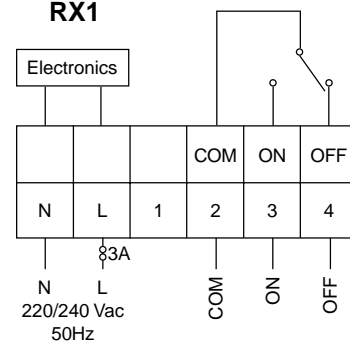 RX1
Electronics
COM ON OFF
N L 1 2 3 4
3A
N L COM ON OFF
220/240 Vac
50Hz